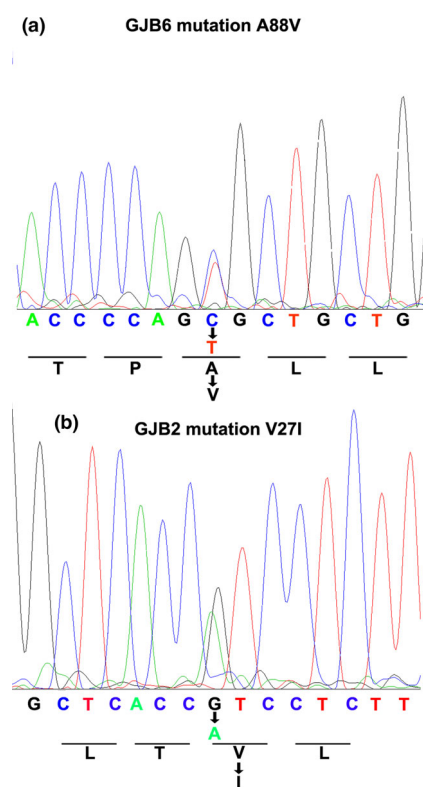 (a) GJB6 mutation A88V
A C C C C A G C G C T G C T G
T
T P A L L
V
(b) GJB2 mutation V27I
G C T C A C C G T C C T C T T
A
L T V L
I